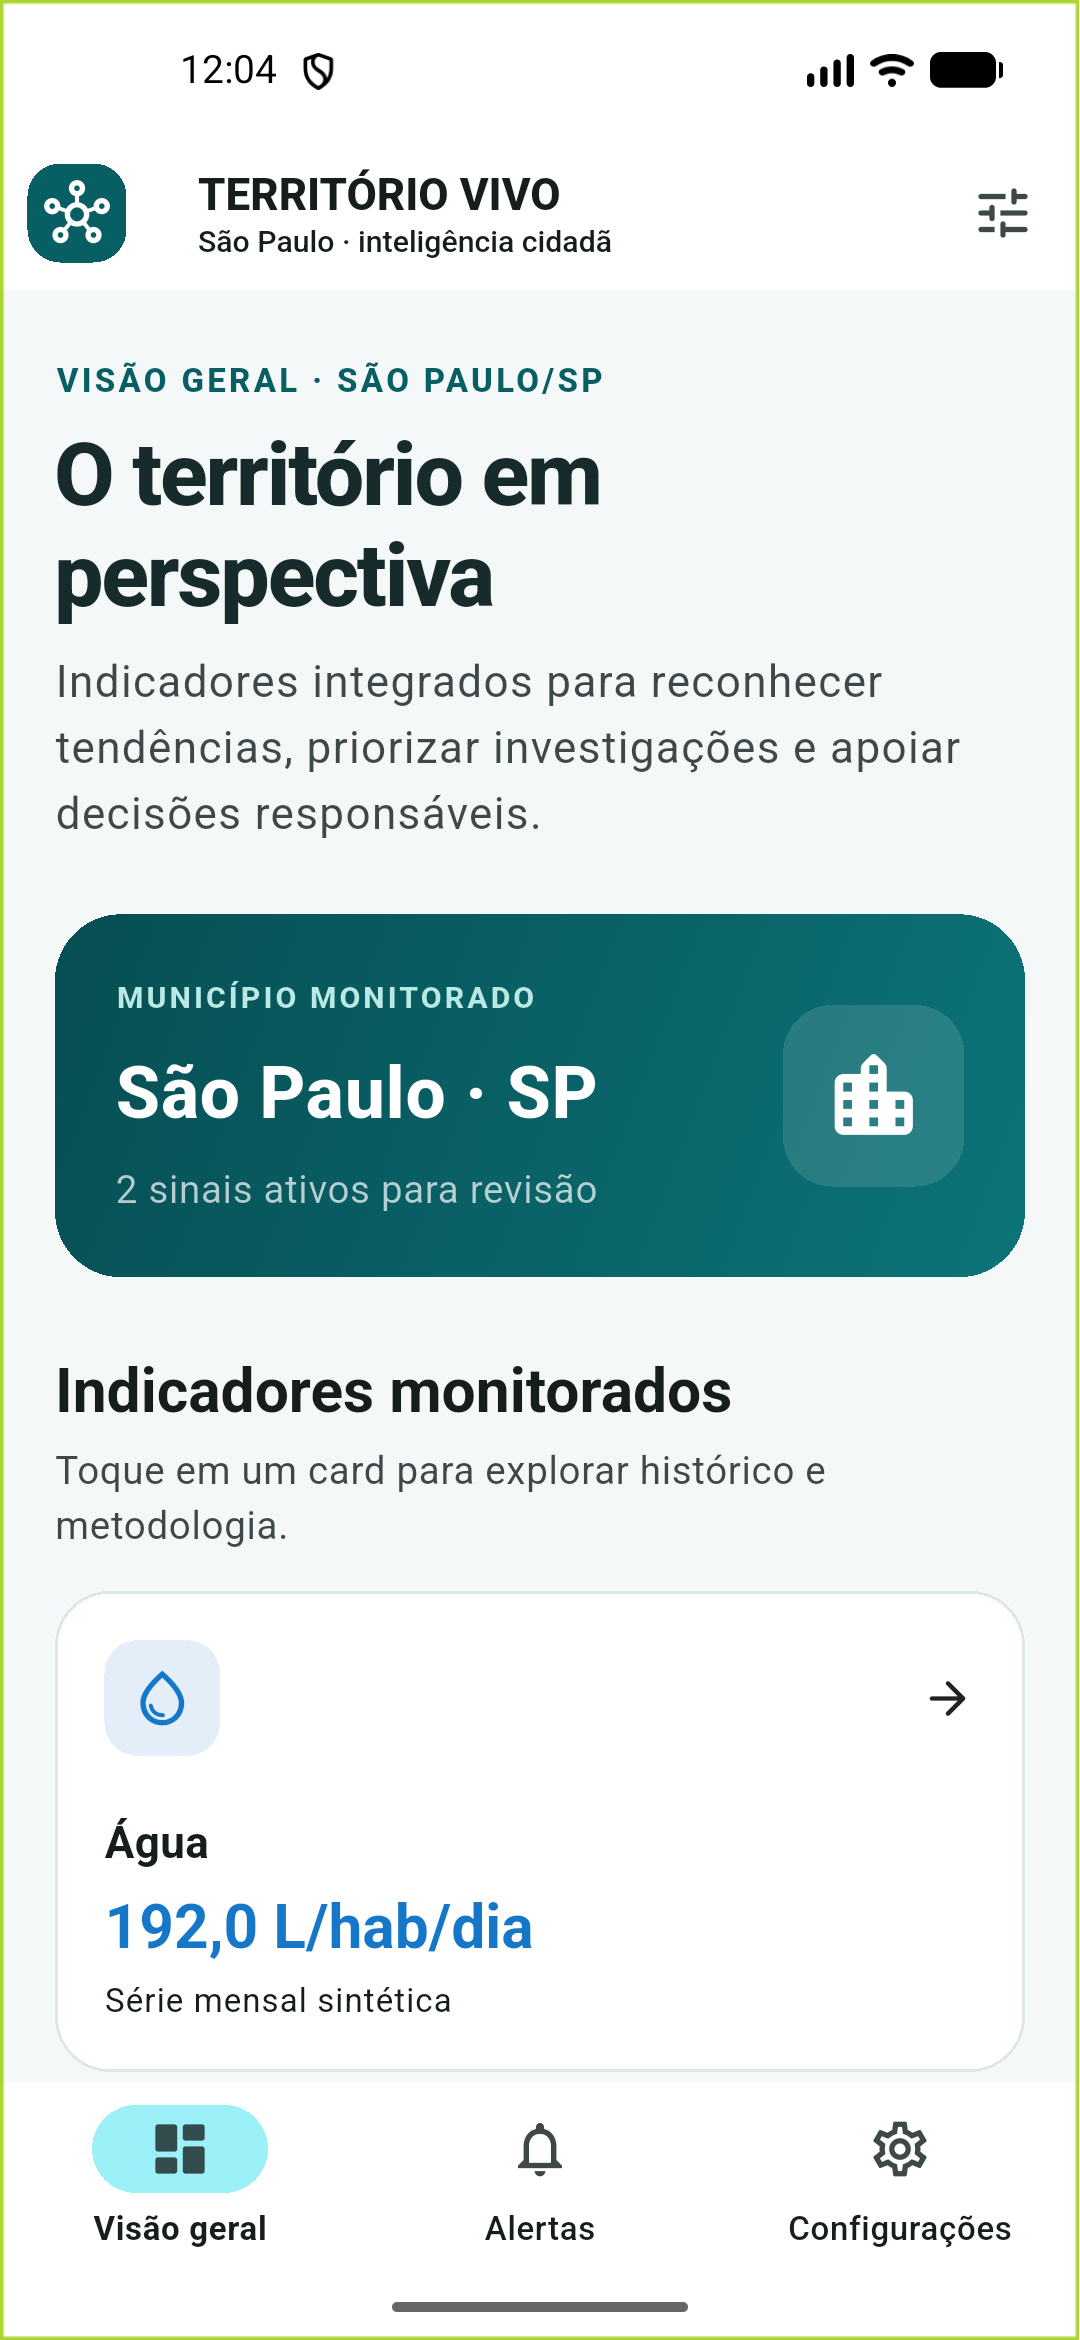 12:04
TERRITÓRIO VIVO
São Paulo · inteligência cidadã
VISÃO GERAL · SÃO PAULO/SP
O território em
perspectiva
Indicadores integrados para reconhecer
tendências, priorizar investigações e apoiar
decisões responsáveis.
MUNICÍPIO MONITORADO
São Paulo · SP
2 sinais ativos para revisão
Indicadores monitorados
Toque em um card para explorar histórico e
metodologia.
Água
192,0 L/hab/dia
Série mensal sintética
Visão geral
Alertas
Configurações